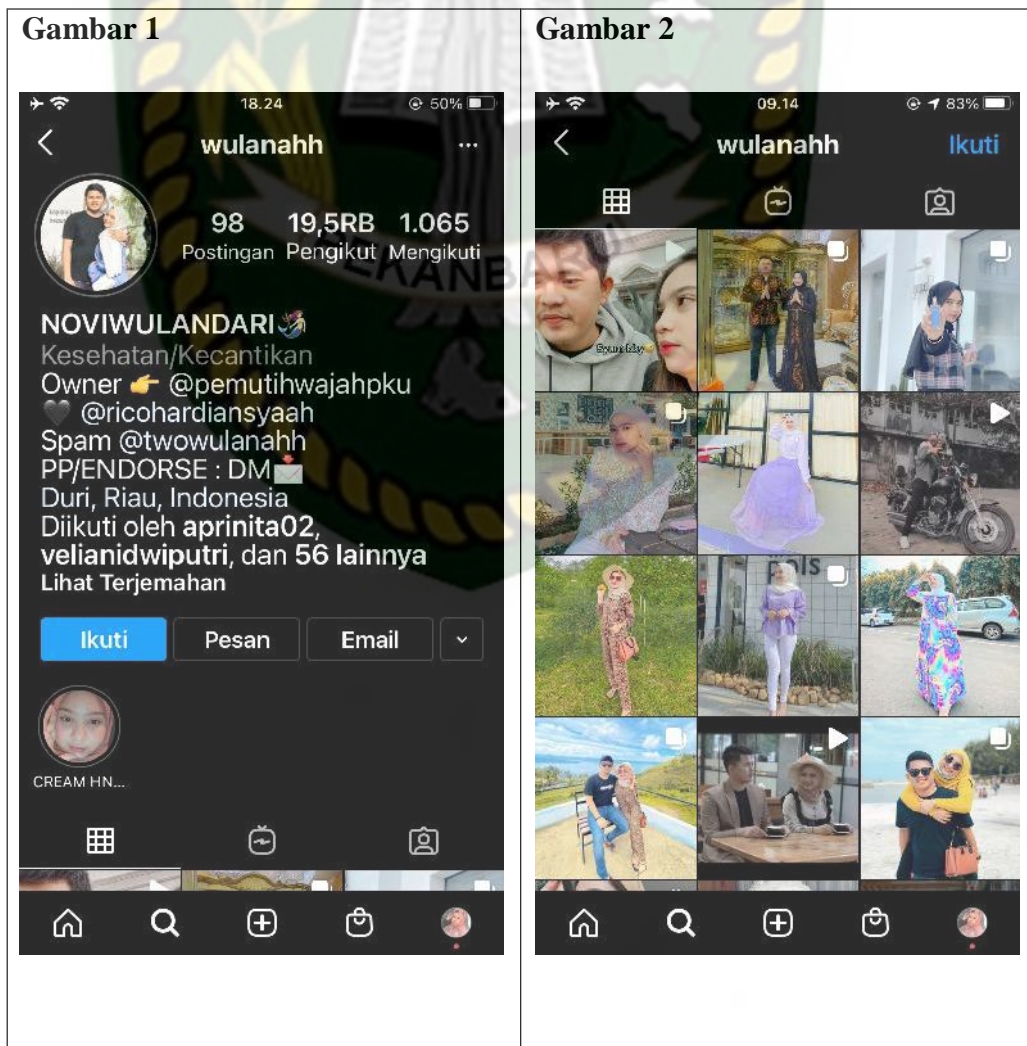 Gambar 1
18.24
50%
wulanahh
98 19,5RB 1.065
Postingan Pengikut Mengikuti
NOVIWULANDARI
Kesehatan/Kecantikan
Owner 👉 @pemutihwajahpku
🖤 @ricohardiansyaah
Spam @twowulanahh
PP/ENDORSE : DM📩
Duri, Riau, Indonesia
Diikuti oleh aprinita02,
velianidwiputri, dan 56 lainnya
Lihat Terjemahan
Ikuti Pesan Email
CREAM HN...
Gambar 2
09.14
83%
wulanahh Ikuti
pols
EKANBARU